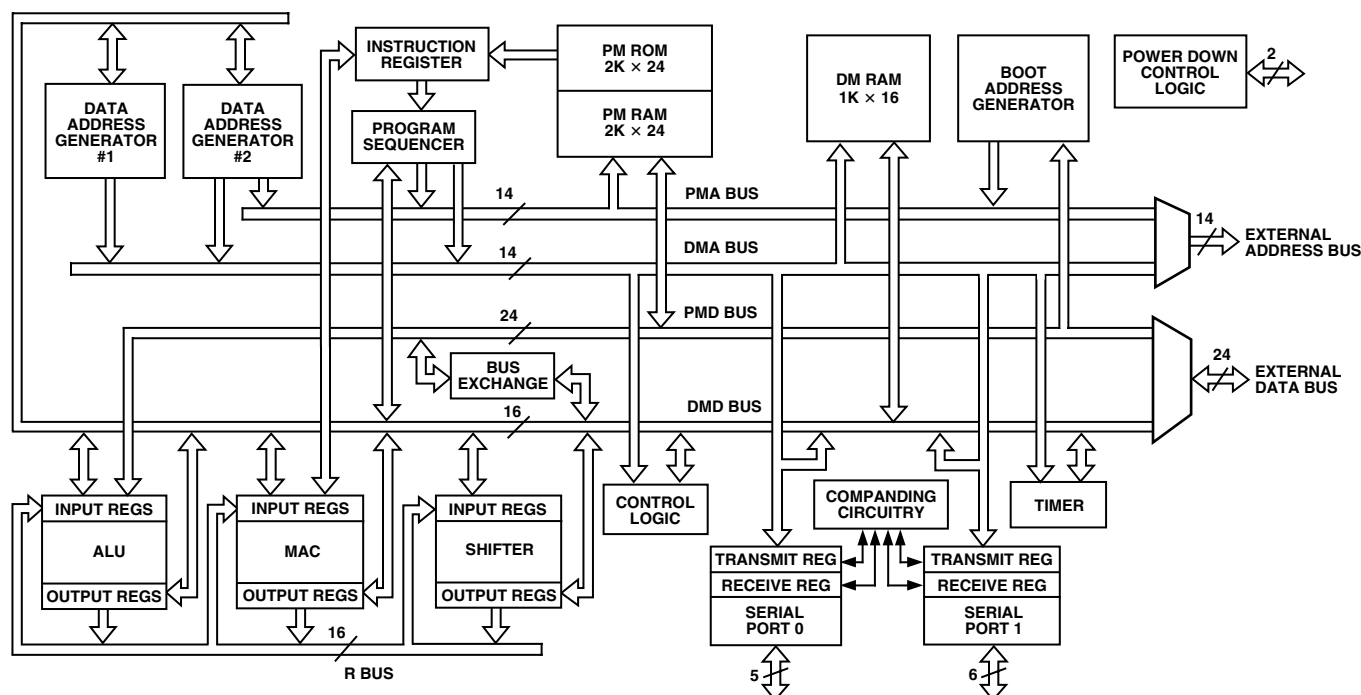 INSTRUCTION
REGISTER
PM ROM
2K × 24
PM RAM
2K × 24
DM RAM
1K × 16
BOOT
ADDRESS
GENERATOR
POWER DOWN
CONTROL
LOGIC
2
DATA
ADDRESS
GENERATOR
#1
DATA
ADDRESS
GENERATOR
#2
PROGRAM
SEQUENCER
14
PMA BUS
14
EXTERNAL
ADDRESS BUS
14
DMA BUS
24
PMD BUS
BUS
EXCHANGE
24
EXTERNAL
DATA BUS
16
DMD BUS
INPUT REGS
ALU
OUTPUT REGS
INPUT REGS
MAC
OUTPUT REGS
INPUT REGS
SHIFTER
OUTPUT REGS
CONTROL
LOGIC
COMPANDING
CIRCUITRY
TIMER
TRANSMIT REG
RECEIVE REG
SERIAL
PORT 0
TRANSMIT REG
RECEIVE REG
SERIAL
PORT 1
16
R BUS
5
6